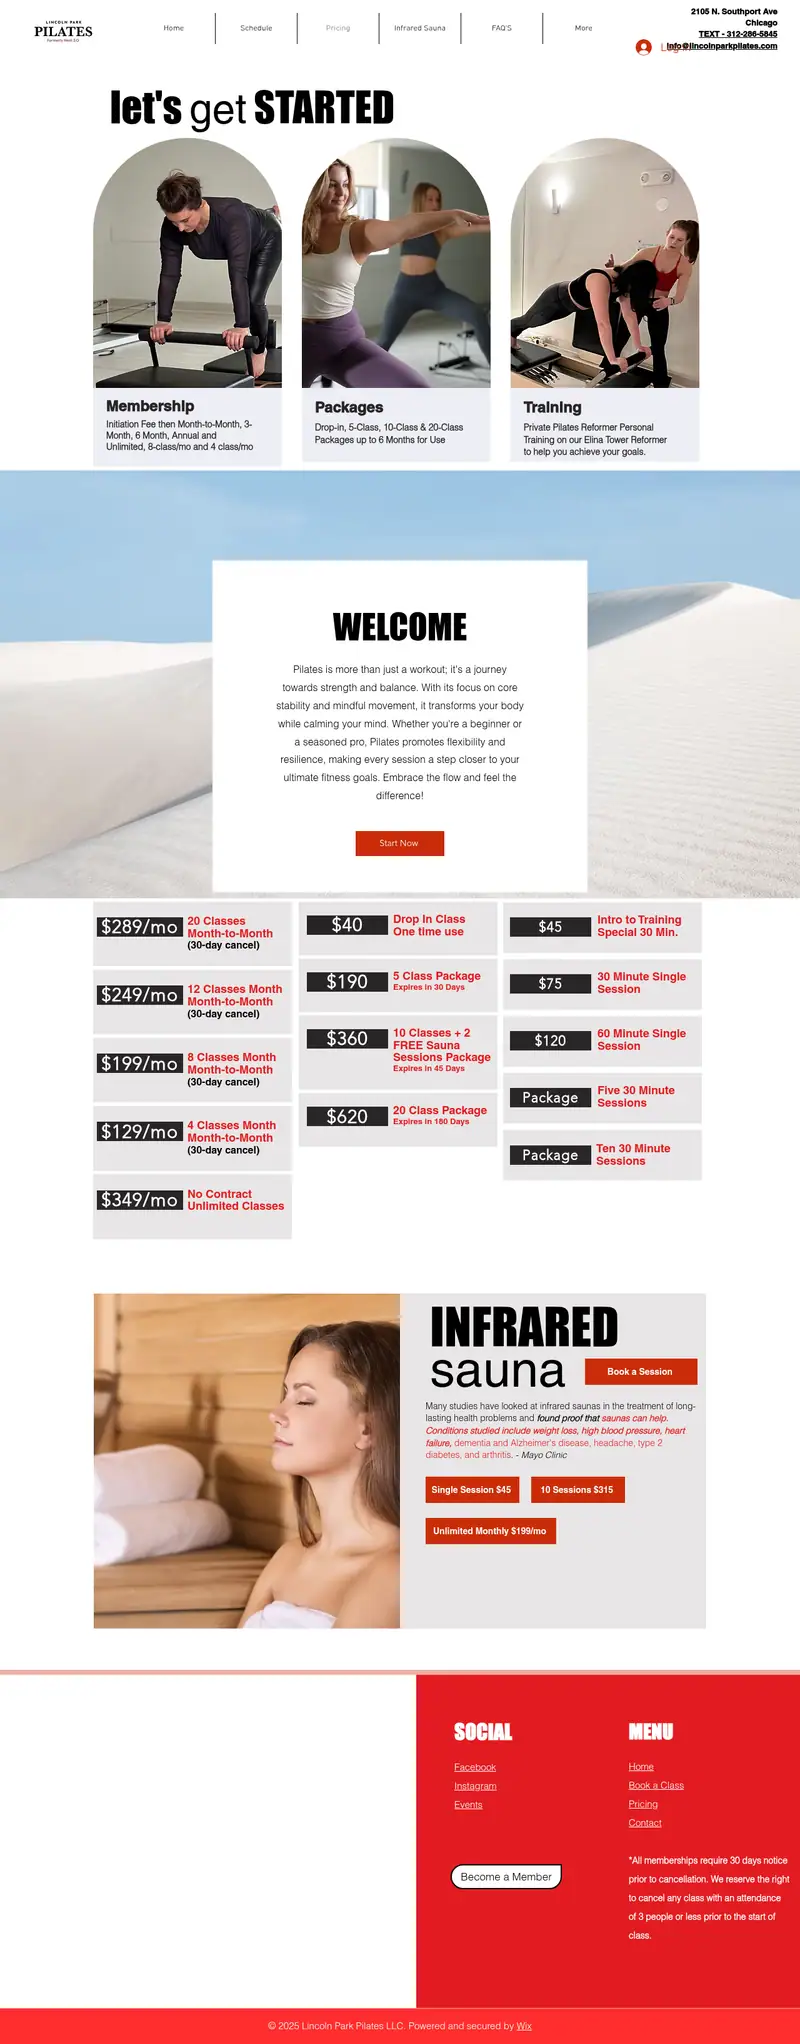 LINCOLN PARK
PILATES
Home
Schedule
Pricing
Infrared Sauna
FAQ'S
More
2105 N. Southport Ave
Chicago
TEXT - 312-286-5845
info@lincolnparkpilates.com
let's get STARTED
Membership
Initiation Fee then Month-to-Month, 3-
Month, 6 Month, Annual and
Unlimited, 8-class/mo and 4 class/mo
Packages
Drop-in, 5-Class, 10-Class & 20-Class
Packages up to 6 Months for Use
Training
Private Pilates Reformer Personal
Training on our Elina Tower Reformer
to help you achieve your goals.
WELCOME
Pilates is more than just a workout; it's a journey
towards strength and balance. With its focus on core
stability and mindful movement, it transforms your body
while calming your mind. Whether you're a beginner or
a seasoned pro, Pilates promotes flexibility and
resilience, making every session a step closer to your
ultimate fitness goals. Embrace the flow and feel the
difference!
Start Now
$289/mo
20 Classes
Month-to-Month
(30-day cancel)
$249/mo
12 Classes Month
Month-to-Month
(30-day cancel)
$199/mo
8 Classes Month
Month-to-Month
(30-day cancel)
$129/mo
4 Classes Month
Month-to-Month
(30-day cancel)
$349/mo
No Contract
Unlimited Classes
$40
Drop In Class
One time use
$190
5 Class Package
Expires in 30 Days
$360
10 Classes + 2
FREE Sauna
Sessions Package
Expires in 45 Days
$620
20 Class Package
Expires in 180 Days
$45
Intro to Training
Special 30 Min.
$75
30 Minute Single
Session
$120
60 Minute Single
Session
Package
Five 30 Minute
Sessions
Package
Ten 30 Minute
Sessions
INFRARED
sauna
Book a Session
Many studies have looked at infrared saunas in the treatment of long-
lasting health problems and found proof that saunas can help.
Conditions studied include weight loss, high blood pressure, heart
failure, dementia and Alzheimer's disease, headache, type 2
diabetes, and arthritis. - Mayo Clinic
Single Session $45
10 Sessions $315
Unlimited Monthly $199/mo
SOCIAL
Facebook
Instagram
Events
Become a Member
MENU
Home
Book a Class
Pricing
Contact
*All memberships require 30 days notice
prior to cancellation. We reserve the right
to cancel any class with an attendance
of 3 people or less prior to the start of
class.
© 2025 Lincoln Park Pilates LLC. Powered and secured by Wix